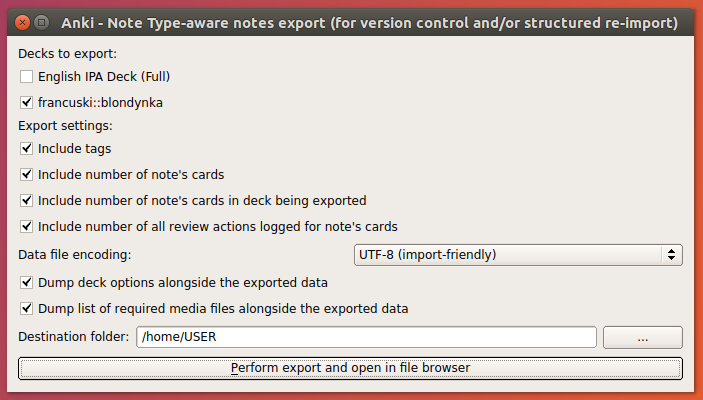 Anki - Note Type-aware notes export (for version control and/or structured re-import)
Decks to export:
English IPA Deck (Full)
francuski::blondynka
Export settings:
Include tags
Include number of note's cards
Include number of note's cards in deck being exported
Include number of all review actions logged for note's cards
Data file encoding: UTF-8 (import-friendly)
Dump deck options alongside the exported data
Dump list of required media files alongside the exported data
Destination folder: /home/USER ...
Perform export and open in file browser